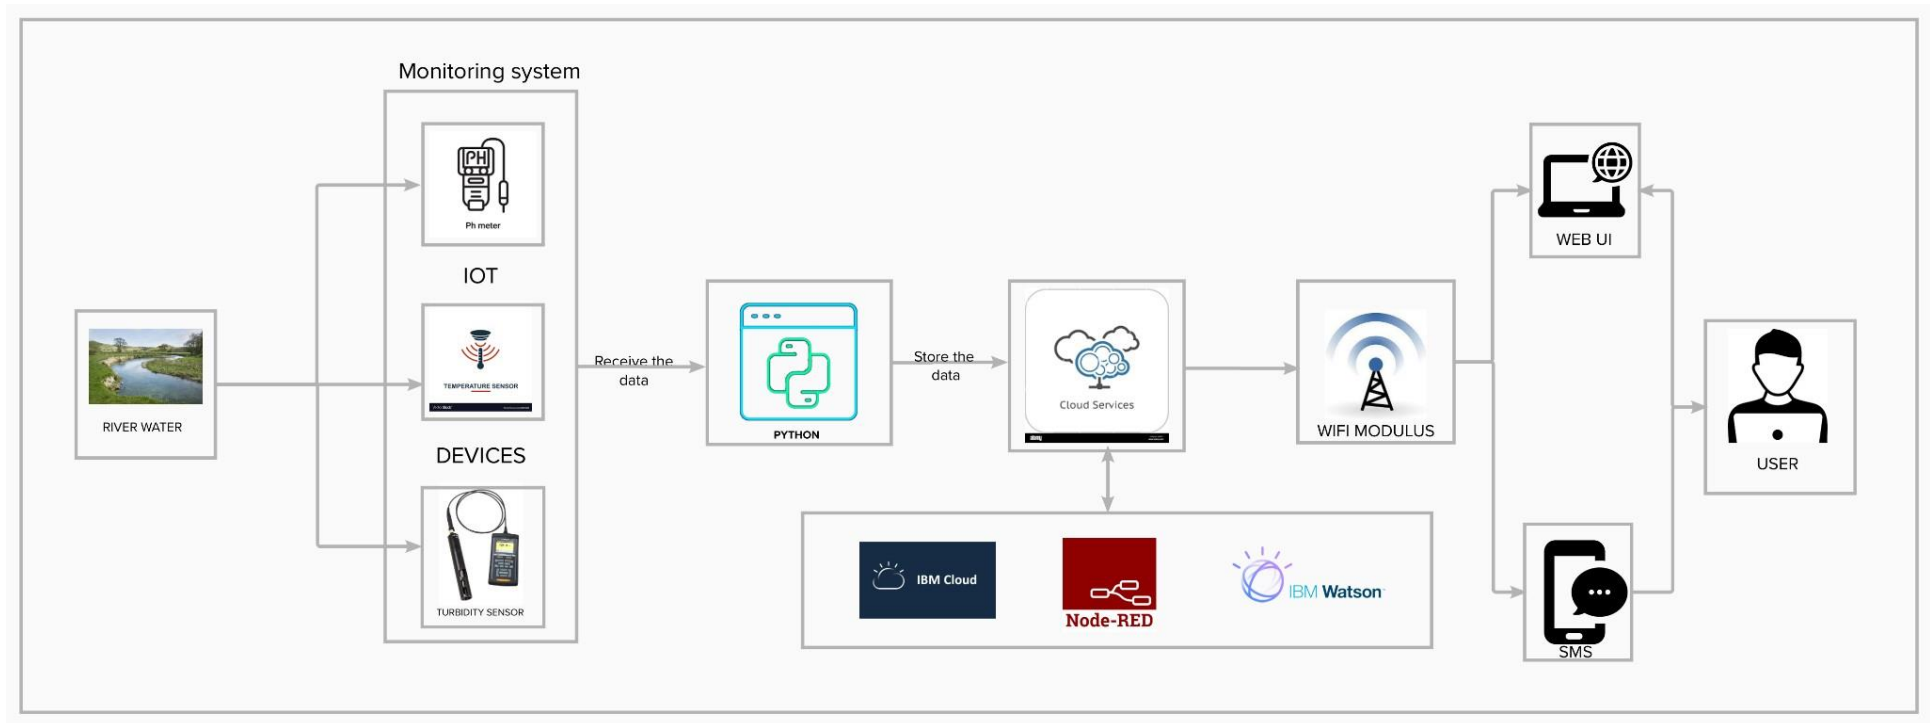 Monitoring system
PH
Ph meter
IOT
TEMPERATURE SENSOR
DEVICES
TURBIDITY SENSOR
RIVER WATER
Receive the
data
PYTHON
Store the
data
Cloud Services
WIFI MODULUS
WEB UI
USER
SMS
IBM Cloud
Node-RED
IBM Watson